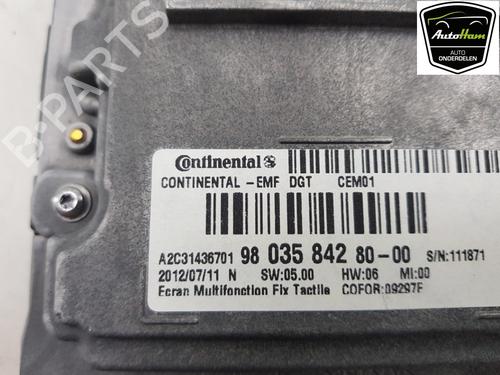 AutoHam
AUTO
ONDERDELEN
B-PARTS
Continental
CONTINENTAL -EMF DGT CEM01
A2C31436701 98 035 842 80-00 S/N:111871
2012/07/11 N SW:05.00 HW:06 MI:00
Ecran Multifonction Fix Tactile COFOR:09297F